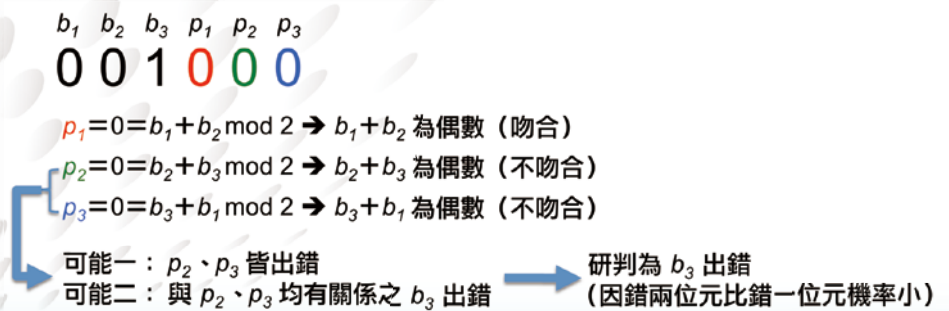 b₁ b₂ b₃ p₁ p₂ p₃
0 0 1 0 0 0
p₁=0=b₁+b₂ mod 2 ➔ b₁+b₂ 為偶數（吻合）
p₂=0=b₂+b₃ mod 2 ➔ b₂+b₃ 為偶數（不吻合）
p₃=0=b₃+b₁ mod 2 ➔ b₃+b₁ 為偶數（不吻合）
可能一：p₂、p₃ 皆出錯
可能二：與 p₂、p₃ 均有關係之 b₃ 出錯
研判為 b₃ 出錯
（因錯兩位元比錯一位元機率小）